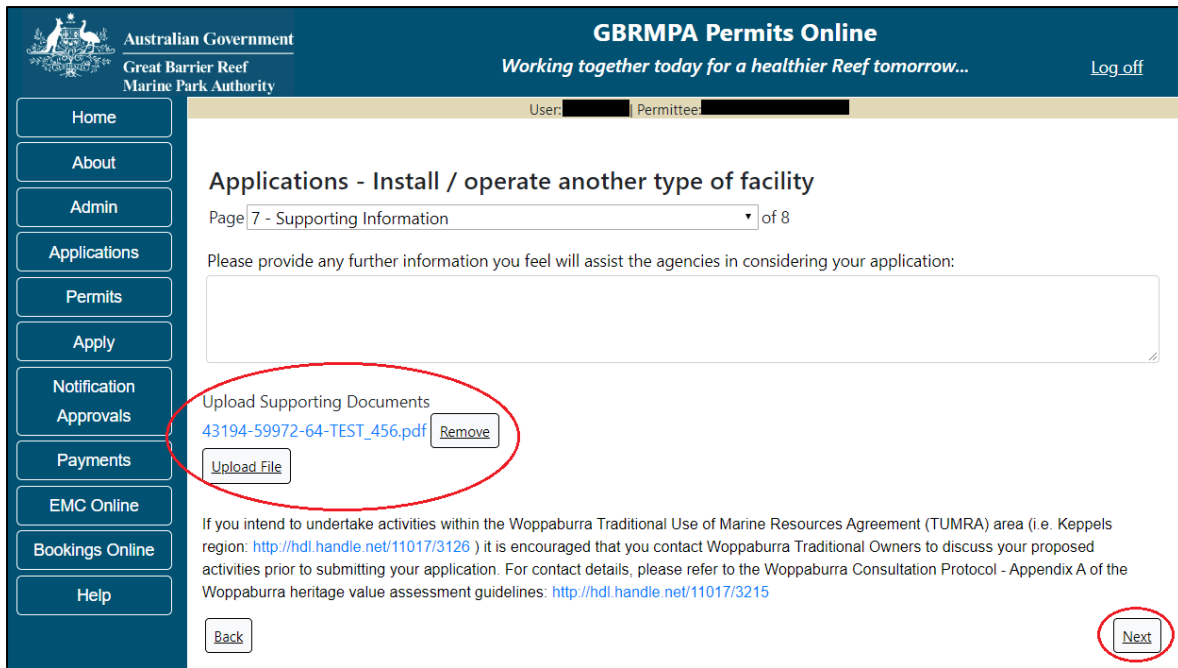 Australian Government
Great Barrier Reef
Marine Park Authority
GBRMPA Permits Online
Working together today for a healthier Reef tomorrow...
Log off
User: | Permittee:
Home
About
Admin
Applications
Permits
Apply
Notification
Approvals
Payments
EMC Online
Bookings Online
Help
Applications - Install / operate another type of facility
Page 7 - Supporting Information of 8
Please provide any further information you feel will assist the agencies in considering your application:
Upload Supporting Documents
43194-59972-64-TEST_456.pdf Remove
Upload File
If you intend to undertake activities within the Woppaburra Traditional Use of Marine Resources Agreement (TUMRA) area (i.e. Keppels
region: http://hdl.handle.net/11017/3126 ) it is encouraged that you contact Woppaburra Traditional Owners to discuss your proposed
activities prior to submitting your application. For contact details, please refer to the Woppaburra Consultation Protocol - Appendix A of the
Woppaburra heritage value assessment guidelines: http://hdl.handle.net/11017/3215
Back
Next